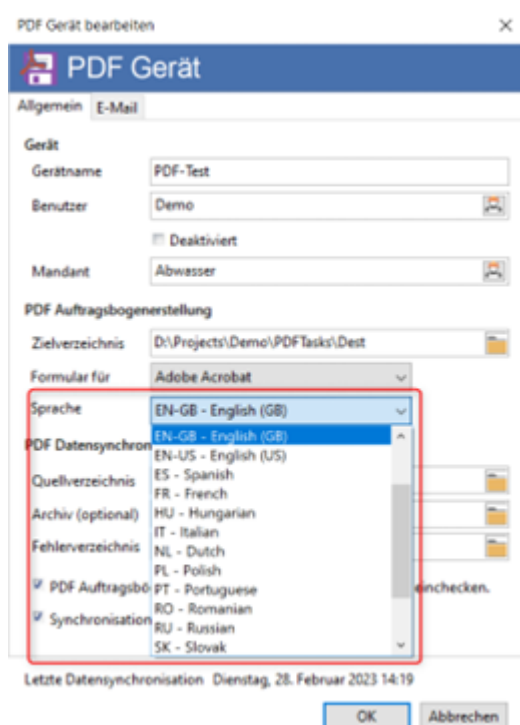 PDF Gerät bearbeiten
PDF Gerät
Allgemein E-Mail
Gerät
Gerätname PDF-Test
Benutzer Demo
Deaktiviert
Mandant Abwasser
PDF Auftragsbogenerstellung
Zielverzeichnis D:\Projects\Demo\PDFTasks\Dest
Formular für Adobe Acrobat
Sprache EN-GB - English (GB)
EN-GB - English (GB)
PDF Datensynchron
EN-US - English (US)
Quellverzeichnis ES - Spanish
FR - French
Archiv (optional) HU - Hungarian
IT - Italian
Fehlerverzeichnis NL - Dutch
PL - Polish
PDF Auftragsbö PT - Portuguese einchecken.
RO - Romanian
Synchronisation RU - Russian
SK - Slovak
Letzte Datensynchronisation Dienstag, 28. Februar 2023 14:19
OK Abbrechen